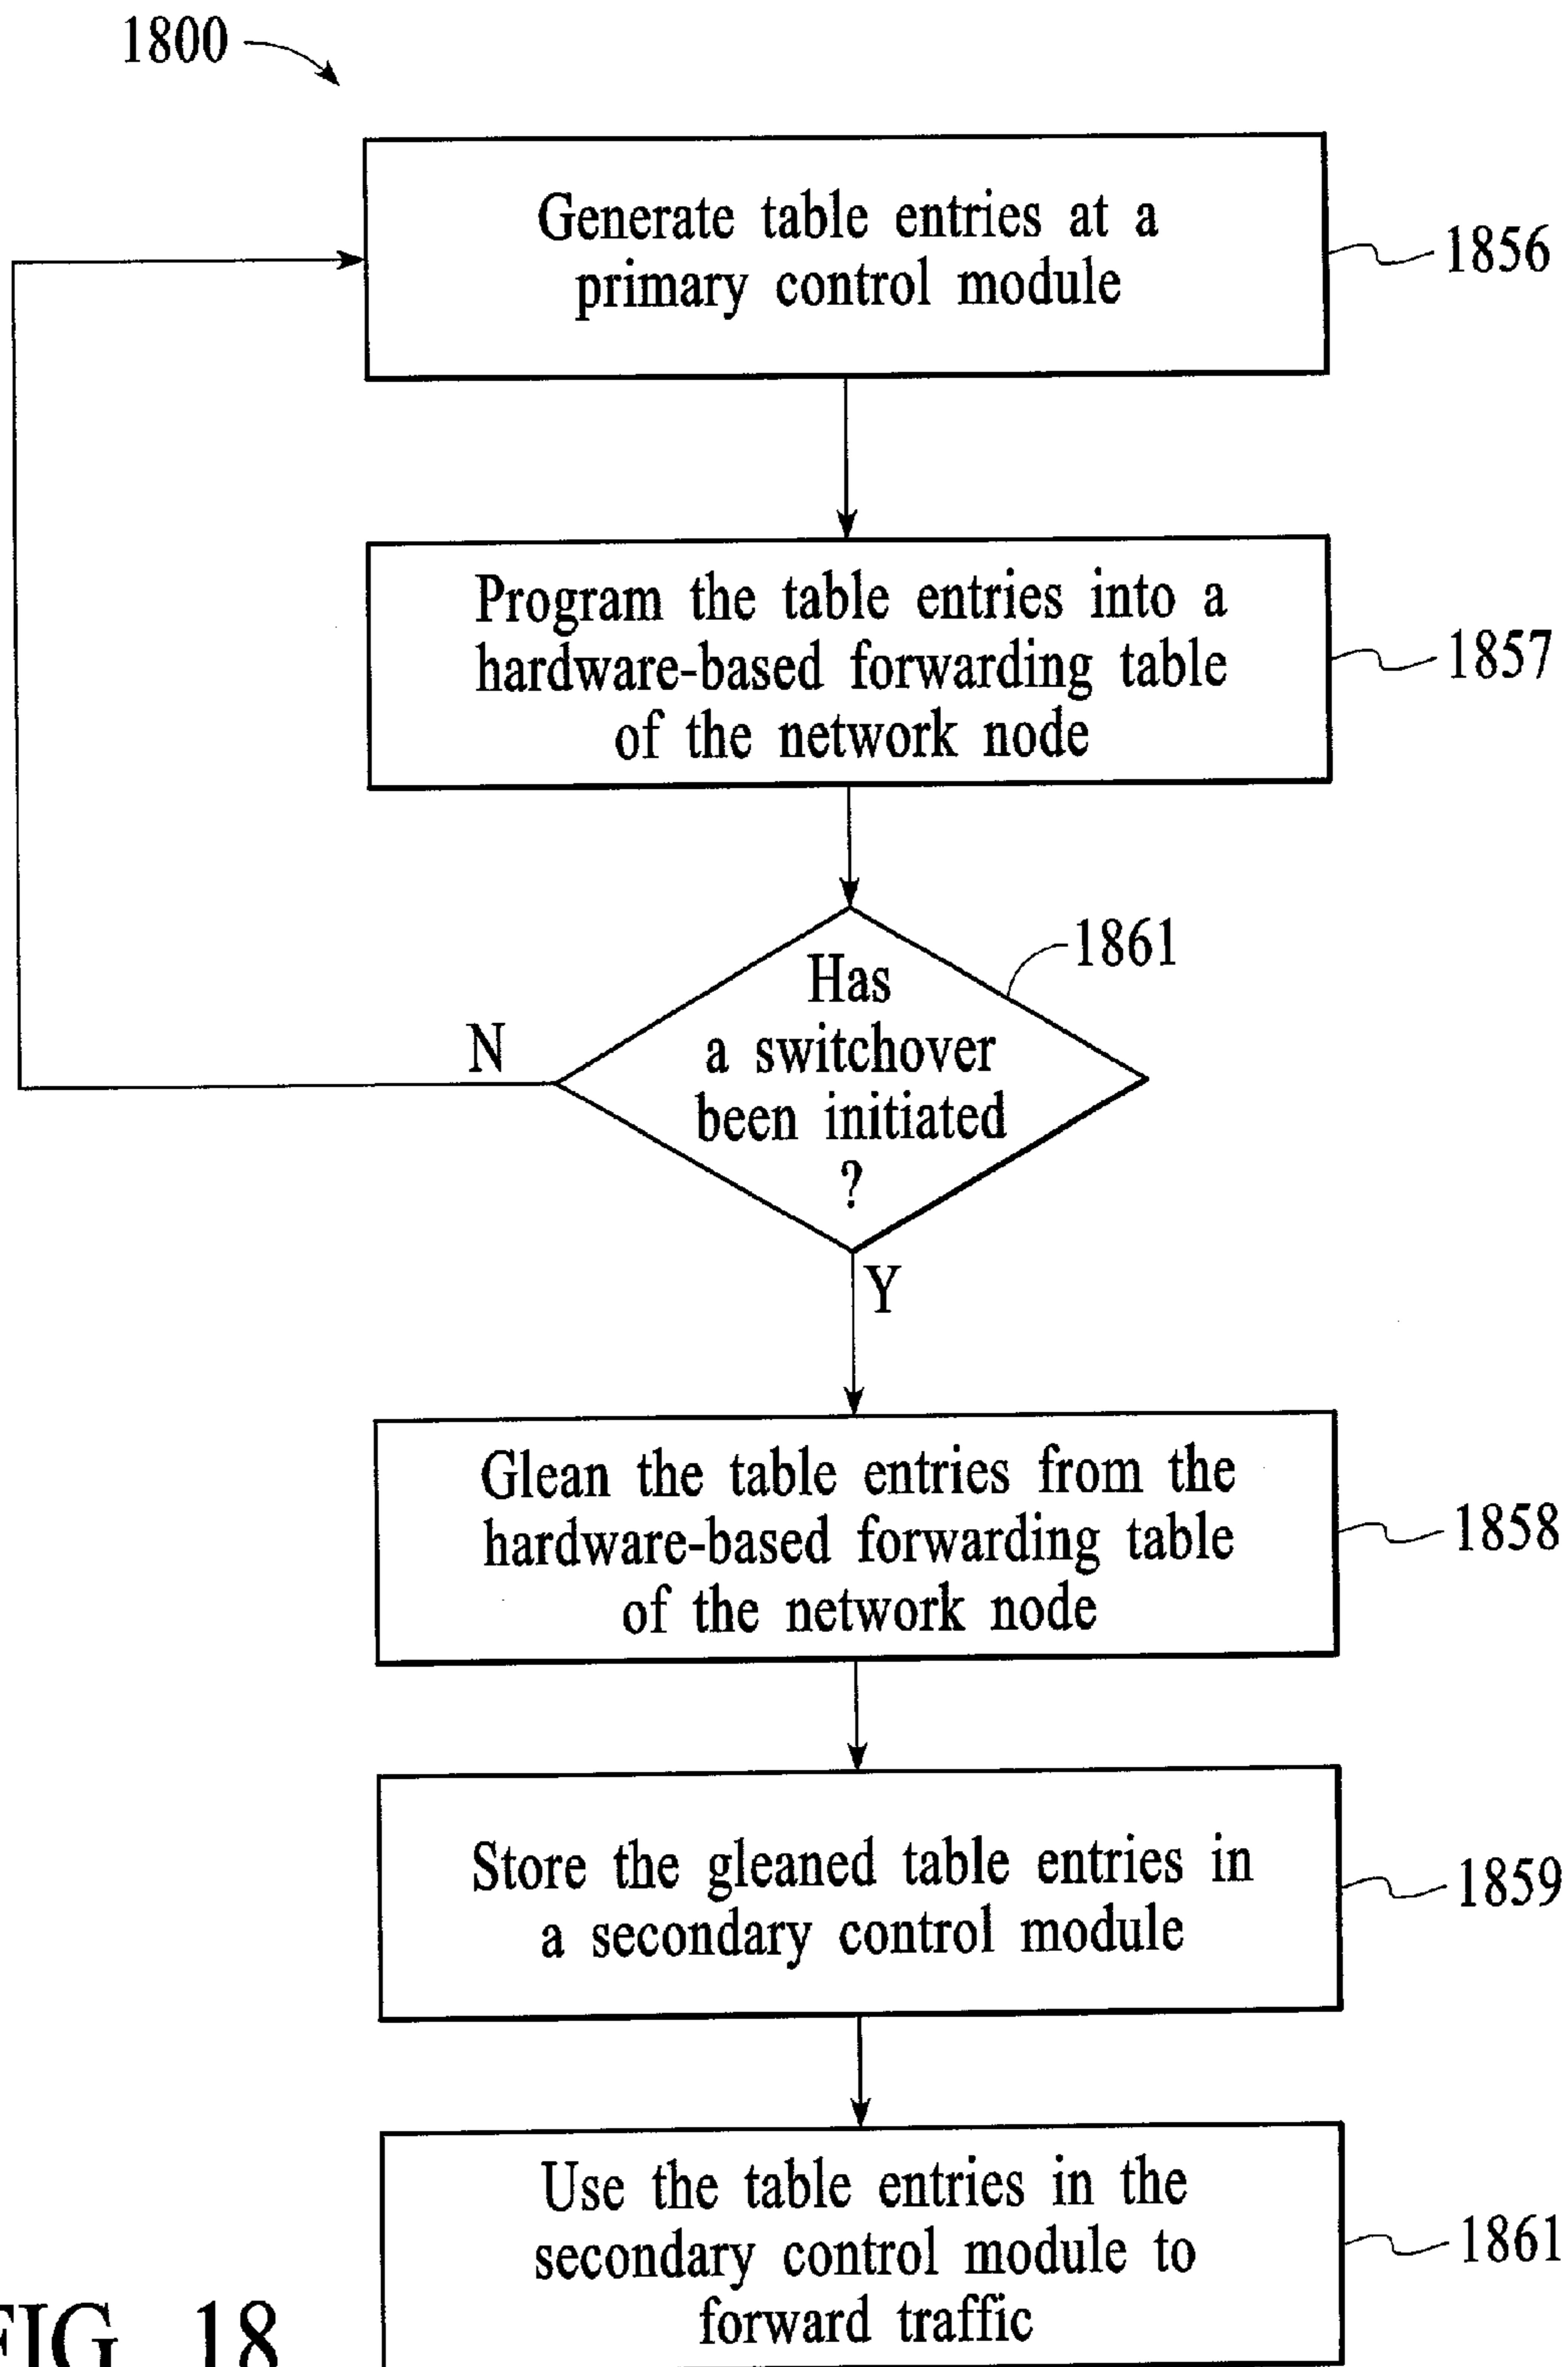 1800
Generate table entries at a
primary control module
1856
Program the table entries into a
hardware-based forwarding table
of the network node
1857
1861
Has
a switchover
been initiated
?
N
Y
Glean the table entries from the
hardware-based forwarding table
of the network node
1858
Store the gleaned table entries in
a secondary control module
1859
Use the table entries in the
secondary control module to
forward traffic
1861
FIG. 18